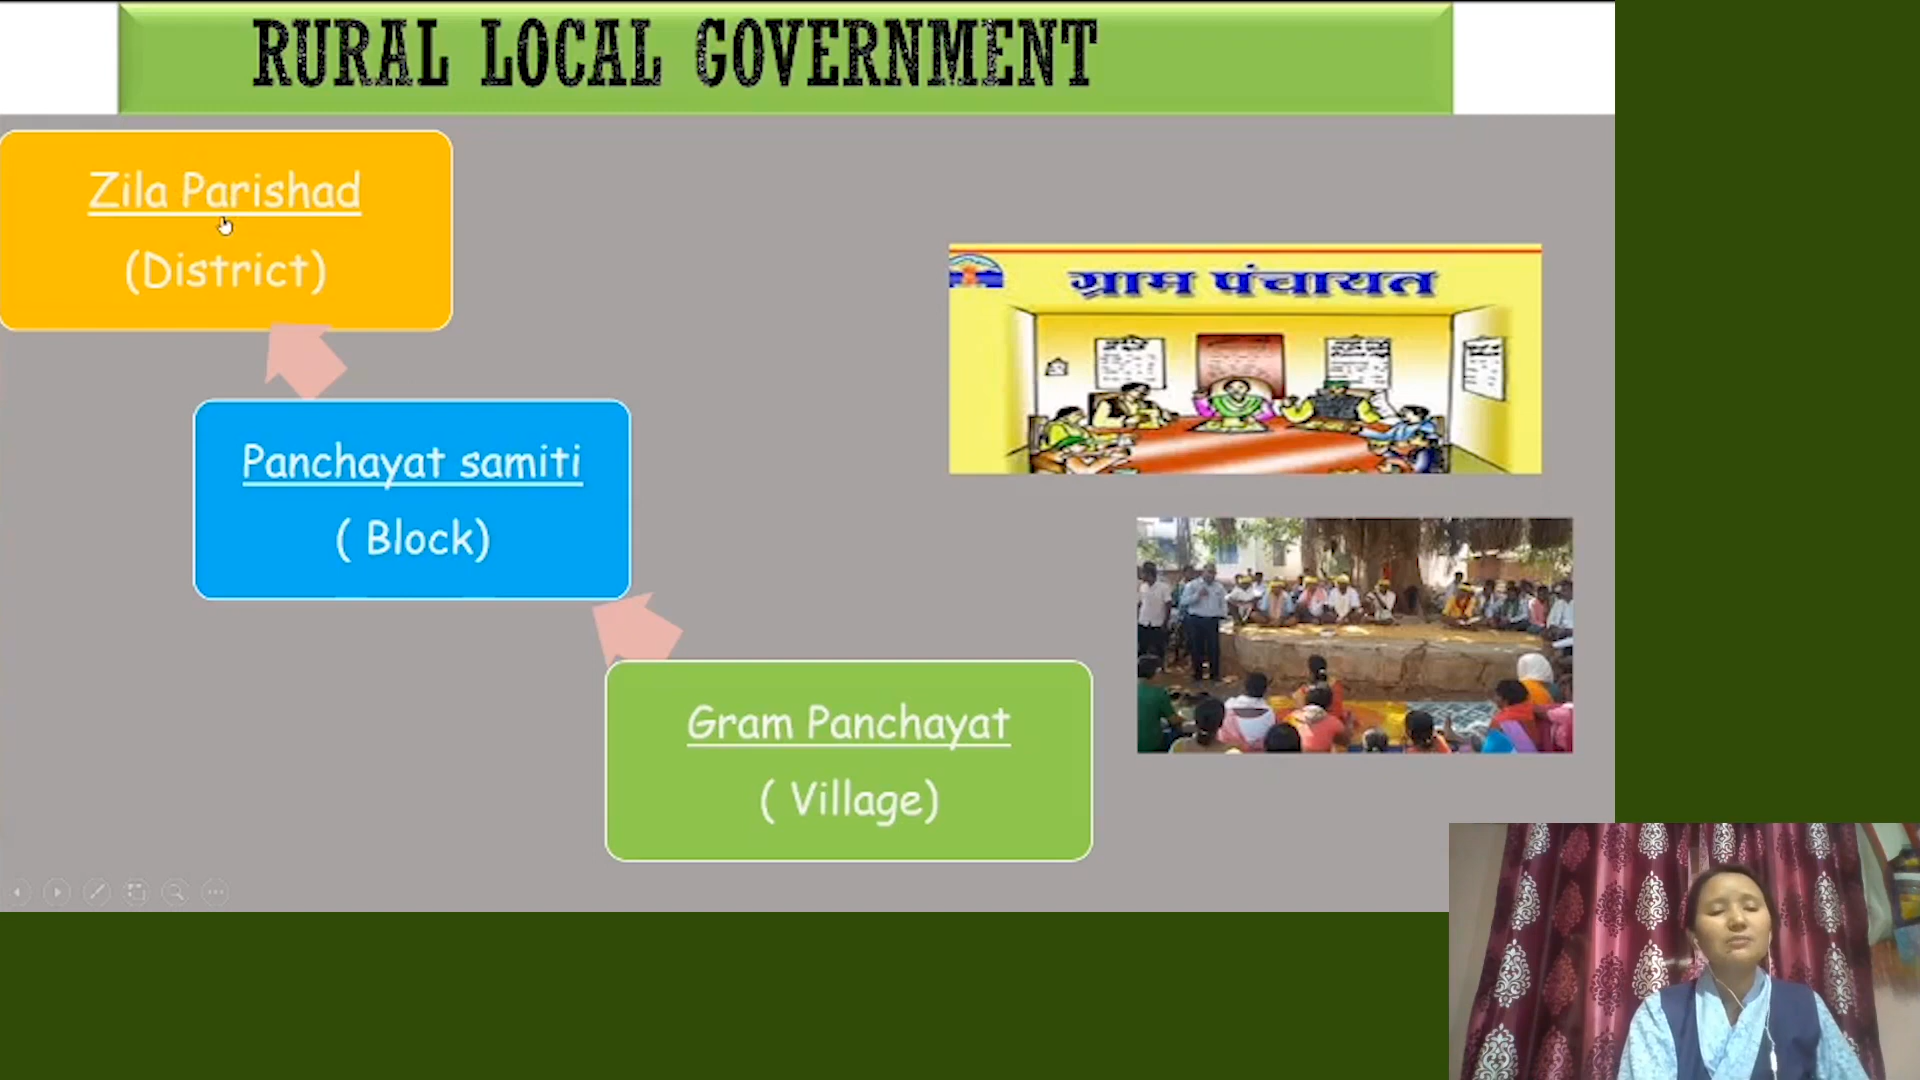 RURAL LOCAL GOVERNMENT
Zila Parishad
(District)
Panchayat samiti
( Block)
Gram Panchayat
( Village)
ग्राम पंचायत